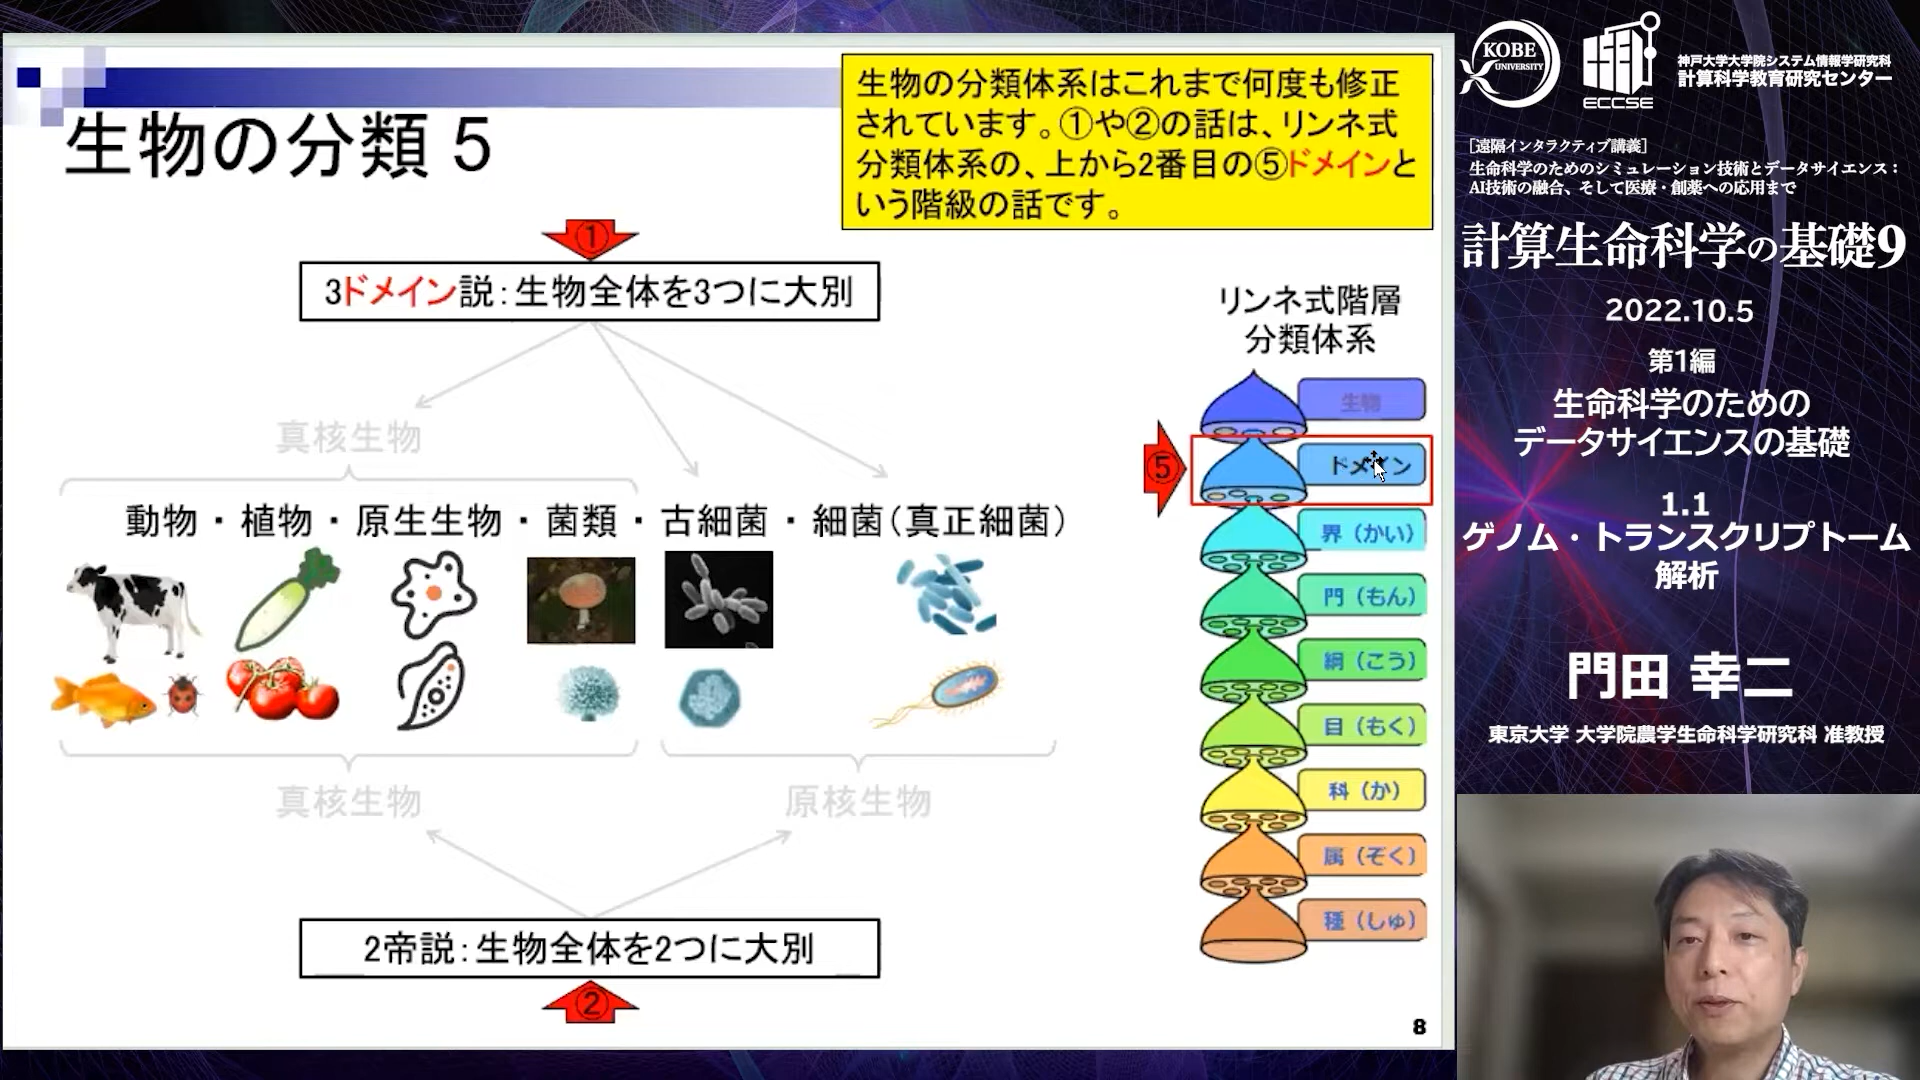 生物の分類 5
生物の分類体系はこれまで何度も修正
されています。①や②の話は、リンネ式
分類体系の、上から2番目の⑤ドメインと
いう階級の話です。
①
3ドメイン説：生物全体を3つに大別
真核生物
動物・植物・原生生物・菌類・古細菌・細菌（真正細菌）
真核生物
原核生物
2帝説：生物全体を2つに大別
②
リンネ式階層
分類体系
生物
⑤
ドメイン
界（かい）
門（もん）
綱（こう）
目（もく）
科（か）
属（ぞく）
種（しゅ）
8
KOBE
UNIVERSITY
ECCSE
神戸大学大学院システム情報学研究科
計算科学教育研究センター
［遠隔インタラクティブ講義］
生命科学のためのシミュレーション技術とデータサイエンス：
AI技術の融合、そして医療・創薬への応用まで
計算生命科学の基礎9
2022.10.5
第1編
生命科学のための
データサイエンスの基礎
1.1
ゲノム・トランスクリプトーム
解析
門田 幸二
東京大学 大学院農学生命科学研究科 准教授